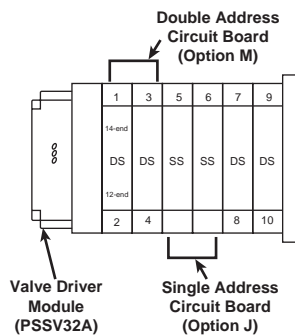 Double Address
Circuit Board
(Option M)
1 3 5 6 7 9
14-end
DS DS SS SS DS DS
12-end
2 4 8 10
Valve Driver
Module
(PSSV32A)
Single Address
Circuit Board
(Option J)